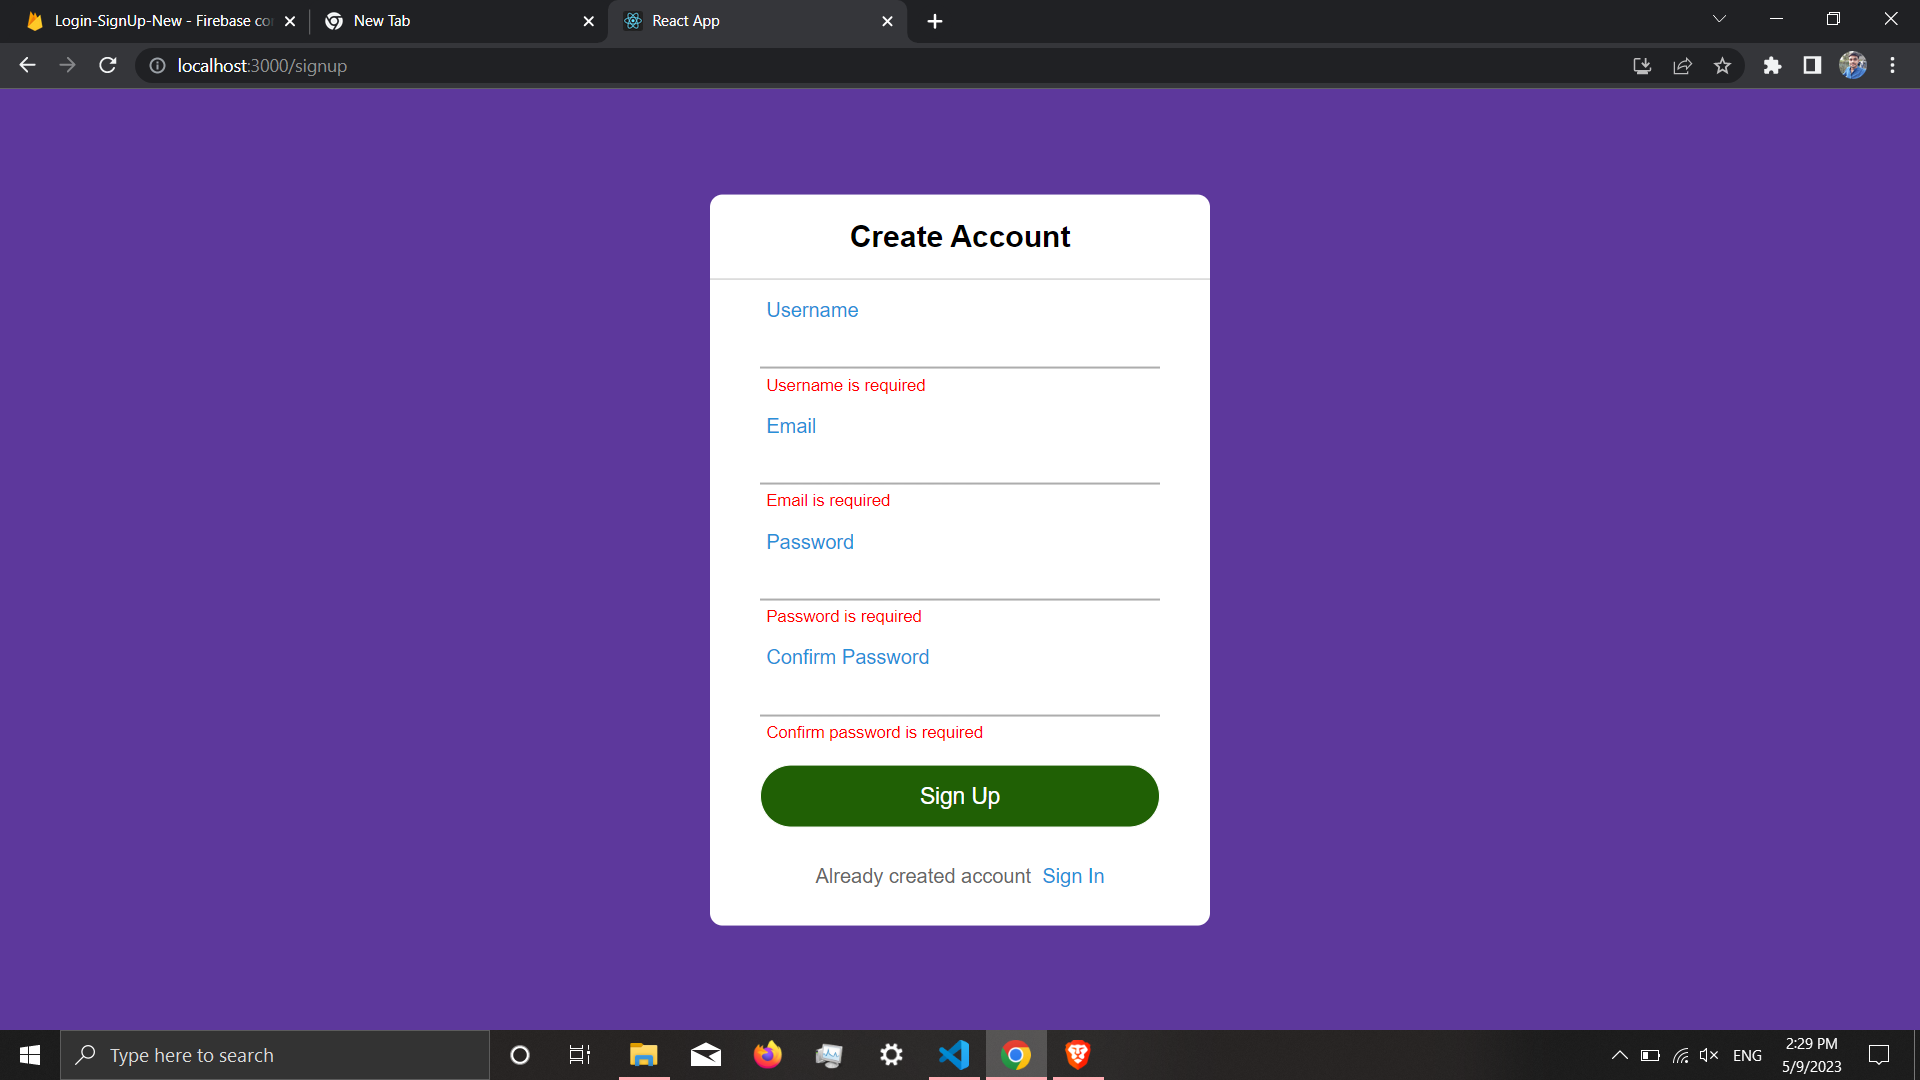 Login-SignUp-New - Firebase co
New Tab
React App
localhost:3000/signup
Create Account
Username
Username is required
Email
Email is required
Password
Password is required
Confirm Password
Confirm password is required
Sign Up
Already created account Sign In
Type here to search
ENG
2:29 PM
5/9/2023